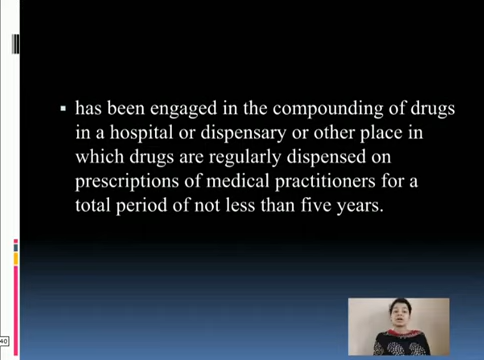 ▪ has been engaged in the compounding of drugs
in a hospital or dispensary or other place in
which drugs are regularly dispensed on
prescriptions of medical practitioners for a
total period of not less than five years.
40